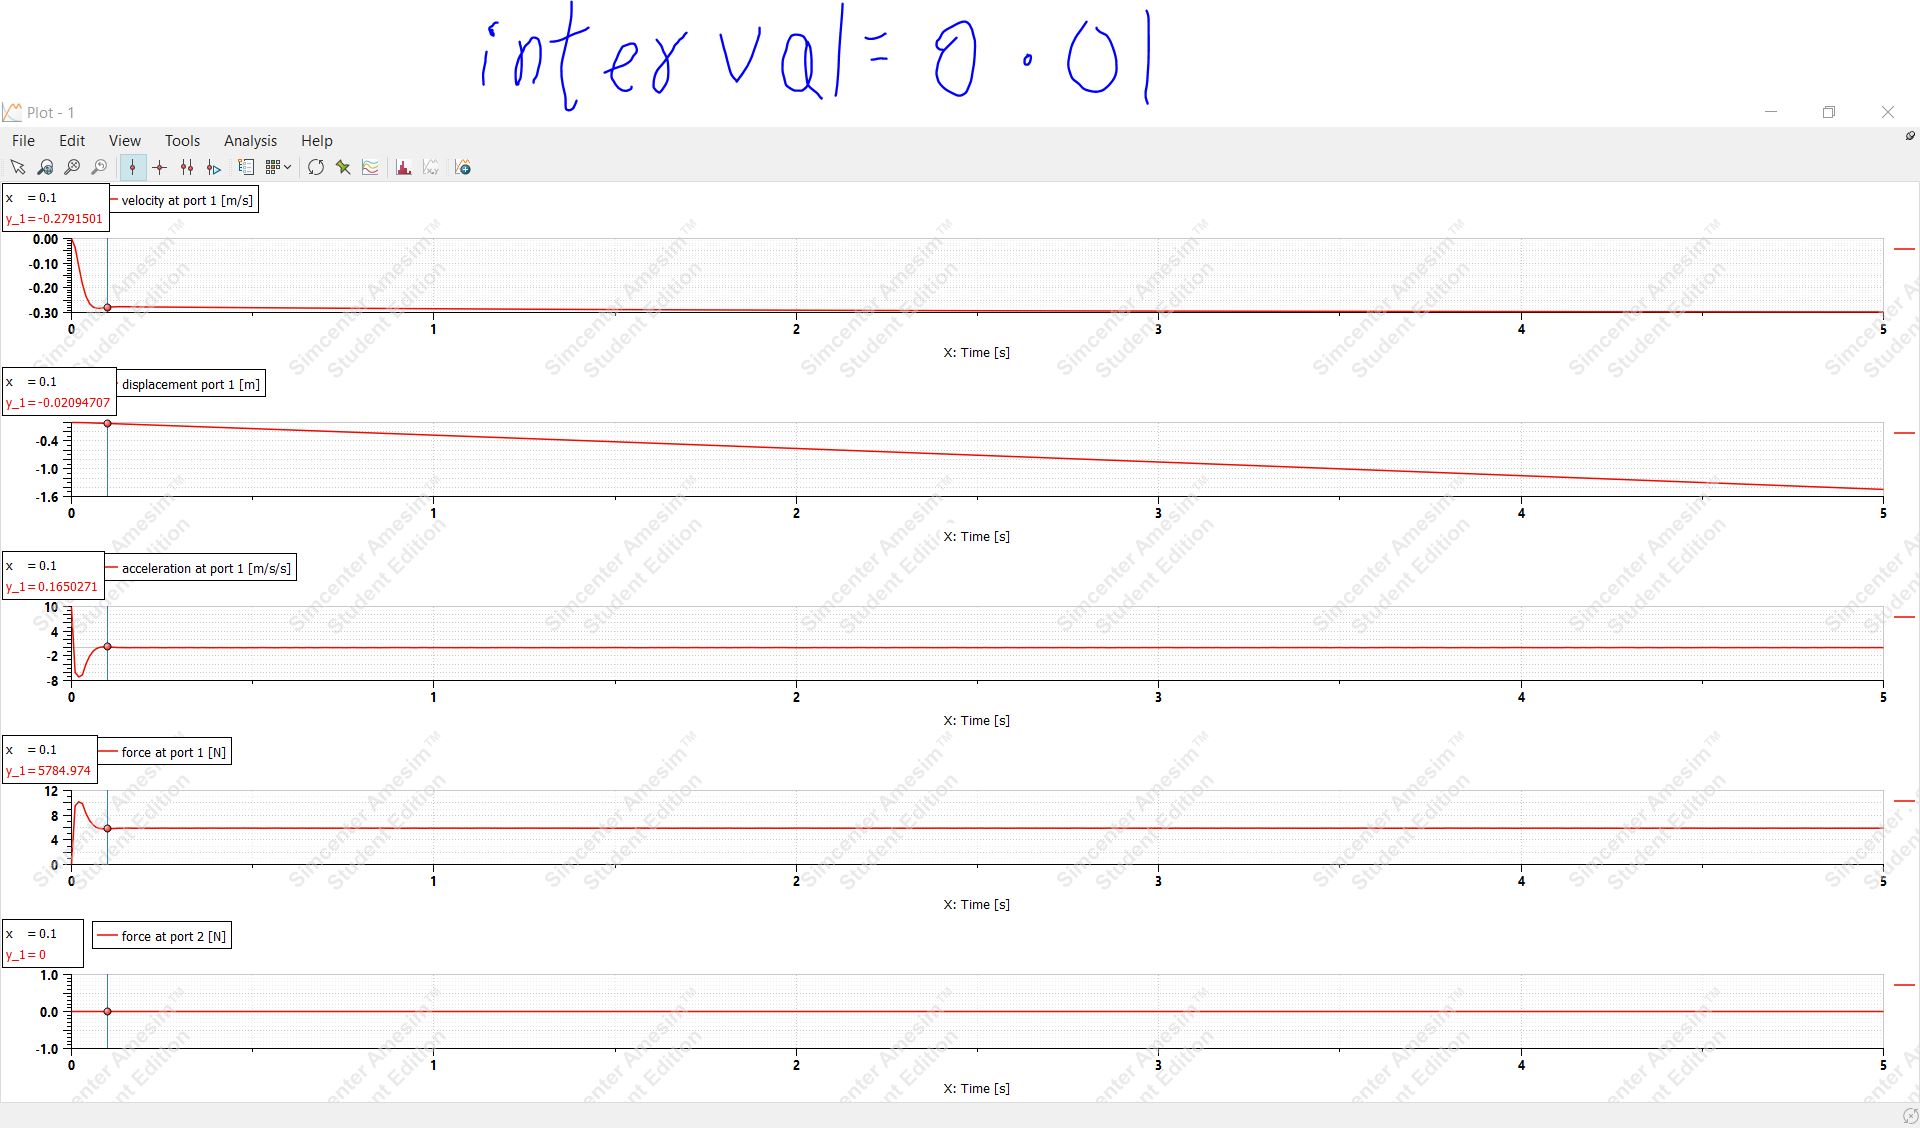 interval = 0.01
Plot - 1
File Edit View Tools Analysis Help
x = 0.1
y_1=-0.2791501
velocity at port 1 [m/s]
0.00
-0.10
-0.20
-0.30
0 1 2 3 4 5
X: Time [s]
x = 0.1
y_1=-0.02094707
displacement port 1 [m]
-0.4
-1.0
-1.6
0 1 2 3 4 5
X: Time [s]
x = 0.1
y_1=0.1650271
acceleration at port 1 [m/s/s]
10
4
-2
-8
0 1 2 3 4 5
X: Time [s]
x = 0.1
y_1=5784.974
force at port 1 [N]
12
8
4
0
0 1 2 3 4 5
X: Time [s]
x = 0.1
y_1=0
force at port 2 [N]
1.0
0.0
-1.0
0 1 2 3 4 5
X: Time [s]
Simcenter Amesim™
Student Edition